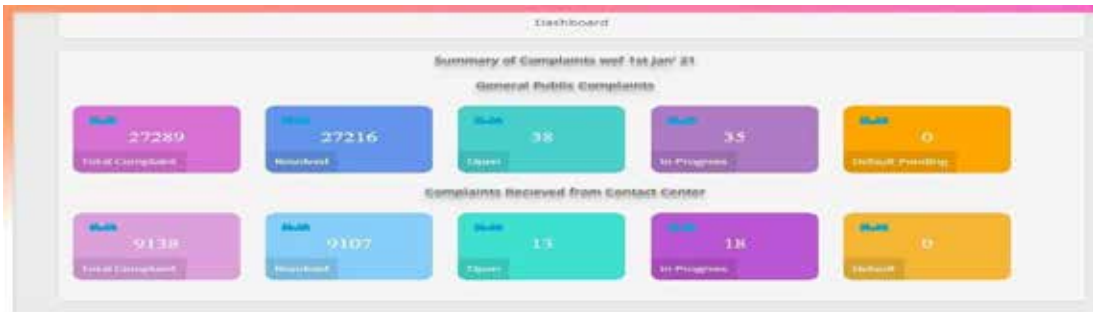 Dashboard
Summary of Complaints wef 1st Jan' 21
General Public Complaints
27289 27216 38 35 0
Total Complaint Resolved Open In-Progress Default Pending
Complaints Recieved from Contact Center
9138 9107 13 18 0
Total Complaint Resolved Open In-Progress Default